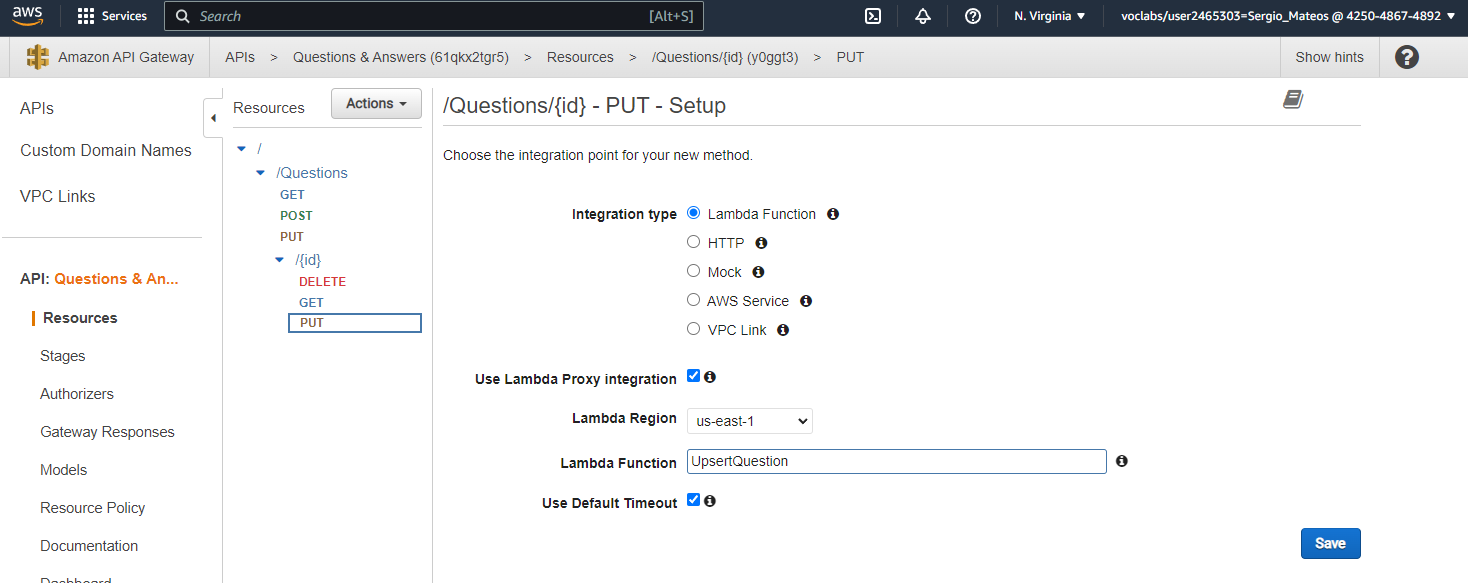 aws
Services
Search [Alt+S]
N. Virginia
voclabs/user2465303=Sergio_Mateos @ 4250-4867-4892
Amazon API Gateway
APIs > Questions & Answers (61qkx2tgr5) > Resources > /Questions/{id} (y0ggt3) > PUT
Show hints
APIs
Custom Domain Names
VPC Links
API: Questions & An...
Resources
Stages
Authorizers
Gateway Responses
Models
Resource Policy
Documentation
Dashboard
Resources
Actions
/
/Questions
GET
POST
PUT
/{id}
DELETE
GET
PUT
/Questions/{id} - PUT - Setup
Choose the integration point for your new method.
Integration type
Lambda Function
HTTP
Mock
AWS Service
VPC Link
Use Lambda Proxy integration
Lambda Region us-east-1
Lambda Function UpsertQuestion
Use Default Timeout
Save